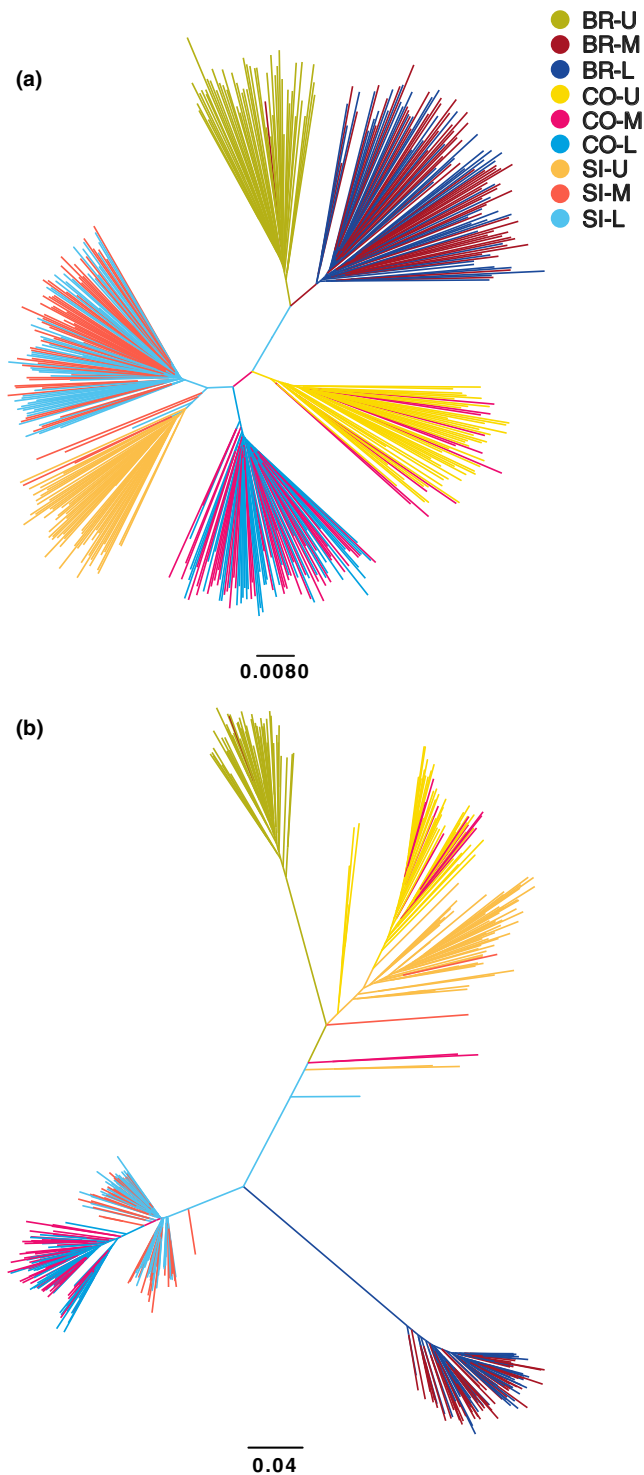 (a)
BR-U
BR-M
BR-L
CO-U
CO-M
CO-L
SI-U
SI-M
SI-L
0.0080
(b)
0.04